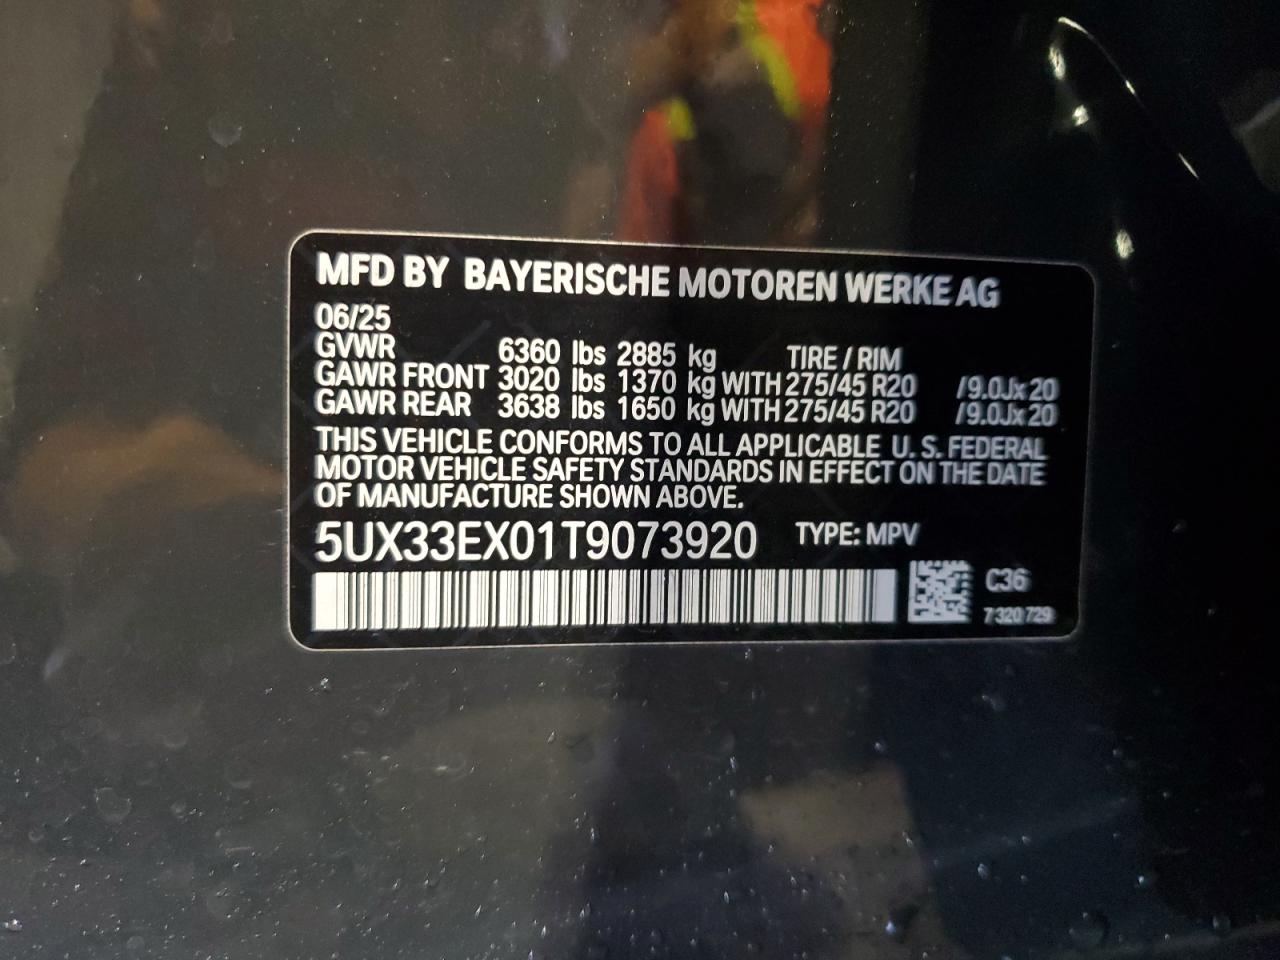 MFD BY BAYERISCHE MOTOREN WERKE AG
06/25
GVWR 6360 lbs 2885 kg TIRE / RIM
GAWR FRONT 3020 lbs 1370 kg WITH 275/45 R20 /9.0Jx 20
GAWR REAR 3638 lbs 1650 kg WITH 275/45 R20 /9.0Jx 20
THIS VEHICLE CONFORMS TO ALL APPLICABLE U. S. FEDERAL
MOTOR VEHICLE SAFETY STANDARDS IN EFFECT ON THE DATE
OF MANUFACTURE SHOWN ABOVE.
5UX33EX01T9073920 TYPE: MPV
C36
7 320 729